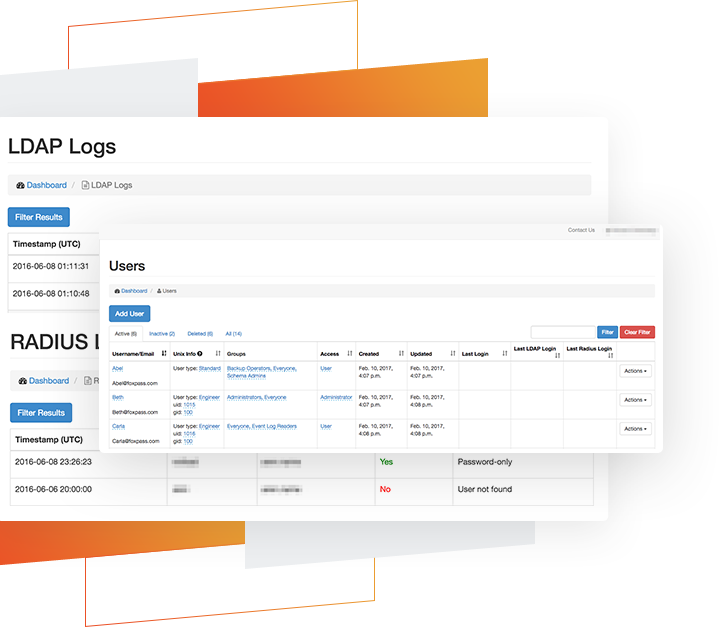 LDAP Logs
Dashboard / LDAP Logs
Filter Results
Timestamp (UTC)
2016-06-08 01:11:31
2016-06-08 01:10:48
RADIUS L
Dashboard / R
Filter Results
Timestamp (UTC)
2016-06-08 23:26:23 Yes Password-only
2016-06-06 20:00:00 No User not found
Contact Us
Users
Dashboard / Users
Add User
Filter Clear Filter
Active (6) Inactive (2) Deleted (6) All (14)
Username/Email Unix Info Groups Access Created Updated Last Login Last LDAP Login Last Radius Login
Abel User type: Standard Backup Operators, Everyone, User Feb. 10, 2017, Feb. 10, 2017, Actions
Schema Admins 4:07 p.m. 4:07 p.m.
Abel@foxpass.com
Beth User type: Engineer Administrators, Everyone Administrator Feb. 10, 2017, Feb. 10, 2017, Actions
uid: 1015 4:07 p.m. 4:08 p.m.
Beth@foxpass.com gid: 100
Carla User type: Engineer Everyone, Event Log Readers User Feb. 10, 2017, Feb. 10, 2017, Actions
uid: 1016 4:08 p.m. 4:08 p.m.
Carla@foxpass.com gid: 100